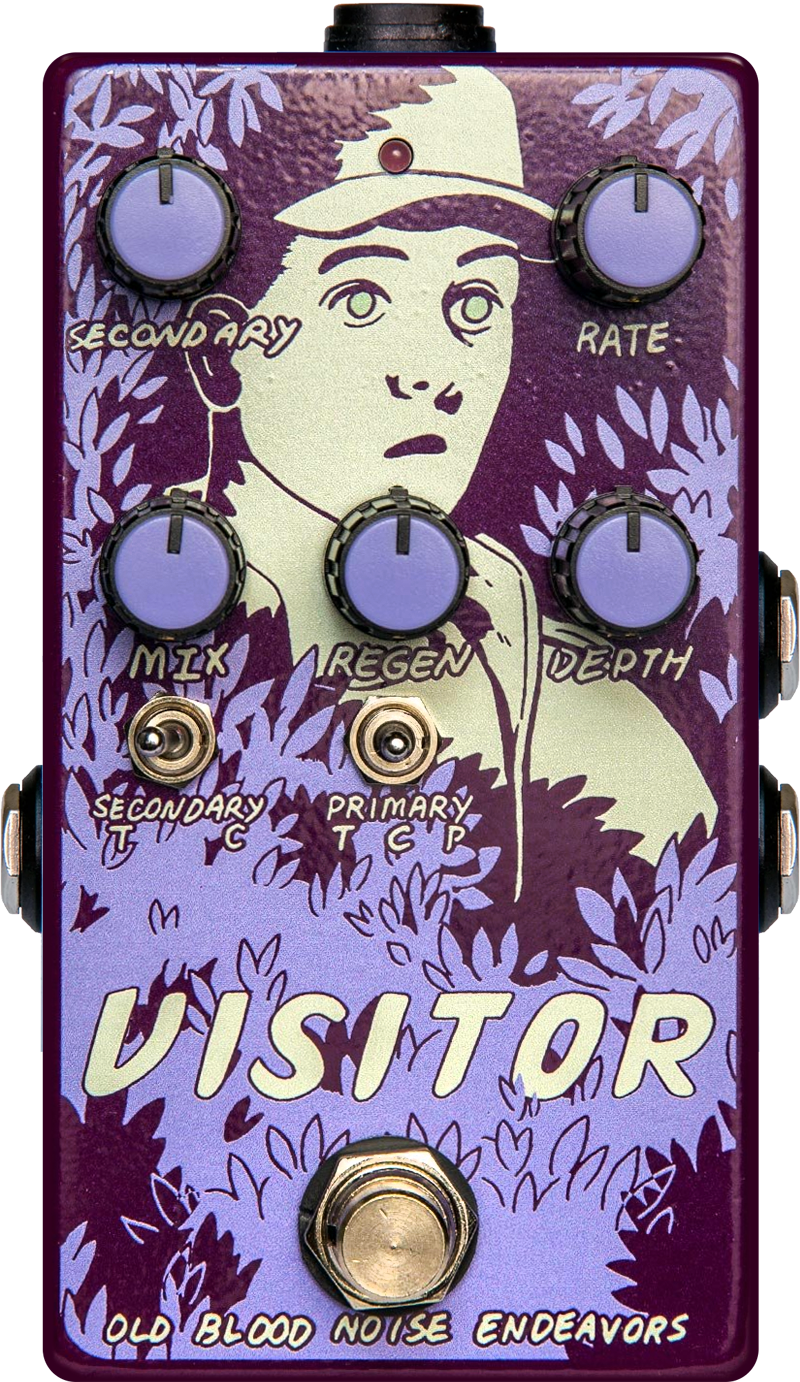 SECONDARY
RATE
MIX
REGEN
DEPTH
SECONDARY
T C
PRIMARY
T C P
VISITOR
OLD BLOOD NOISE ENDEAVORS